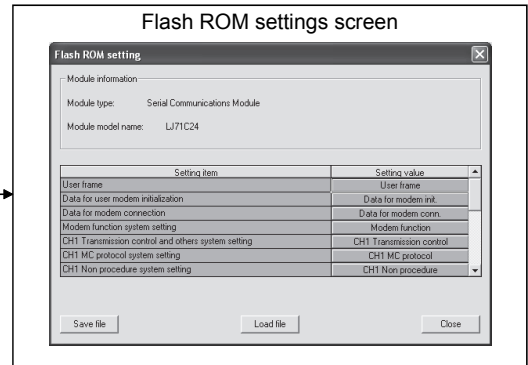 Flash ROM settings screen
Flash ROM setting
Module information
Module type: Serial Communications Module
Module model name: LJ71C24
Setting item Setting value
User frame User frame
Data for user modem initialization Data for modem init.
Data for modem connection Data for modem conn.
Modem function system setting Modem function
CH1 Transmission control and others system setting CH1 Transmission control
CH1 MC protocol system setting CH1 MC protocol
CH1 Non procedure system setting CH1 Non procedure
Save file Load file Close